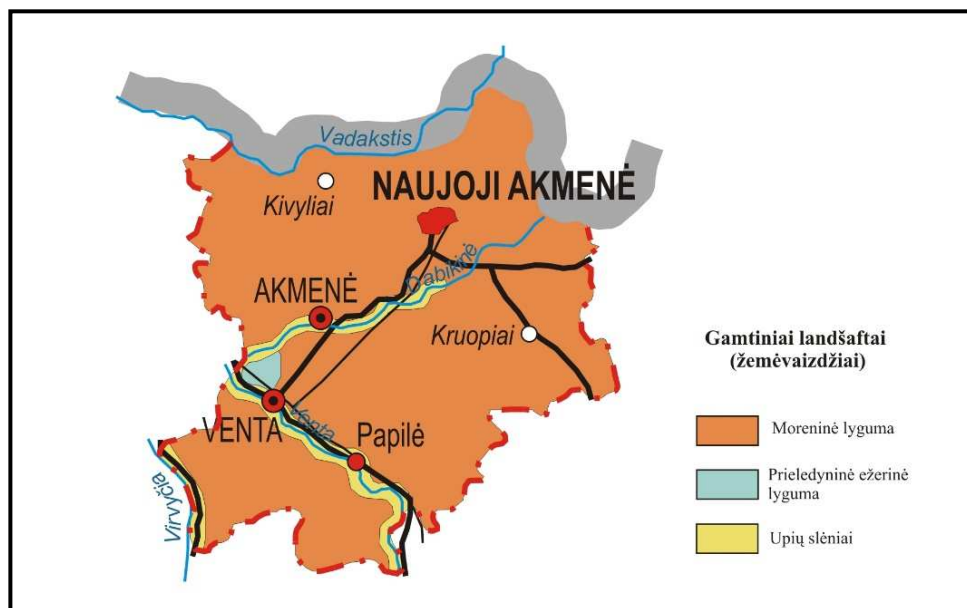 Vadakstis
NAUJOJI AKMENĖ
Kivyliai
Dabikinė
AKMENĖ
Kruopiai
Gamtiniai landšaftai
(žemėvaizdžiai)
VENTA
Venta
Papilė
Moreninė lyguma
Prieledyninė ežerinė
lyguma
Virvyčia
Upių slėniai